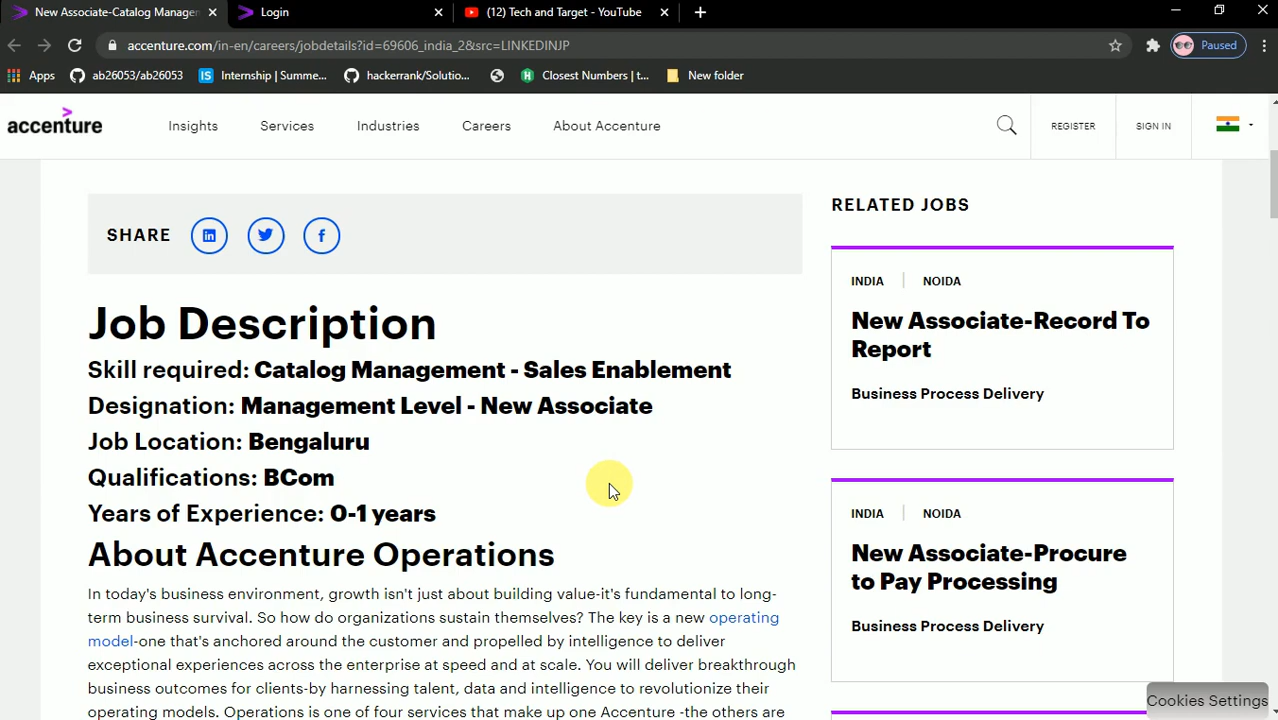 New Associate-Catalog Managem
Login
(12) Tech and Target - YouTube
accenture.com/in-en/careers/jobdetails?id=69606_india_2&src=LINKEDINJP
Paused
Apps
ab26053/ab26053
Internship | Summe...
hackerrank/Solutio...
Closest Numbers | t...
New folder
accenture
Insights
Services
Industries
Careers
About Accenture
REGISTER
SIGN IN
SHARE
Job Description
Skill required: Catalog Management - Sales Enablement
Designation: Management Level - New Associate
Job Location: Bengaluru
Qualifications: BCom
Years of Experience: 0-1 years
About Accenture Operations
In today's business environment, growth isn't just about building value-it's fundamental to long-
term business survival. So how do organizations sustain themselves? The key is a new operating
model-one that's anchored around the customer and propelled by intelligence to deliver
exceptional experiences across the enterprise at speed and at scale. You will deliver breakthrough
business outcomes for clients-by harnessing talent, data and intelligence to revolutionize their
operating models. Operations is one of four services that make up one Accenture -the others are
RELATED JOBS
INDIA | NOIDA
New Associate-Record To
Report
Business Process Delivery
INDIA | NOIDA
New Associate-Procure
to Pay Processing
Business Process Delivery
Cookies Settings